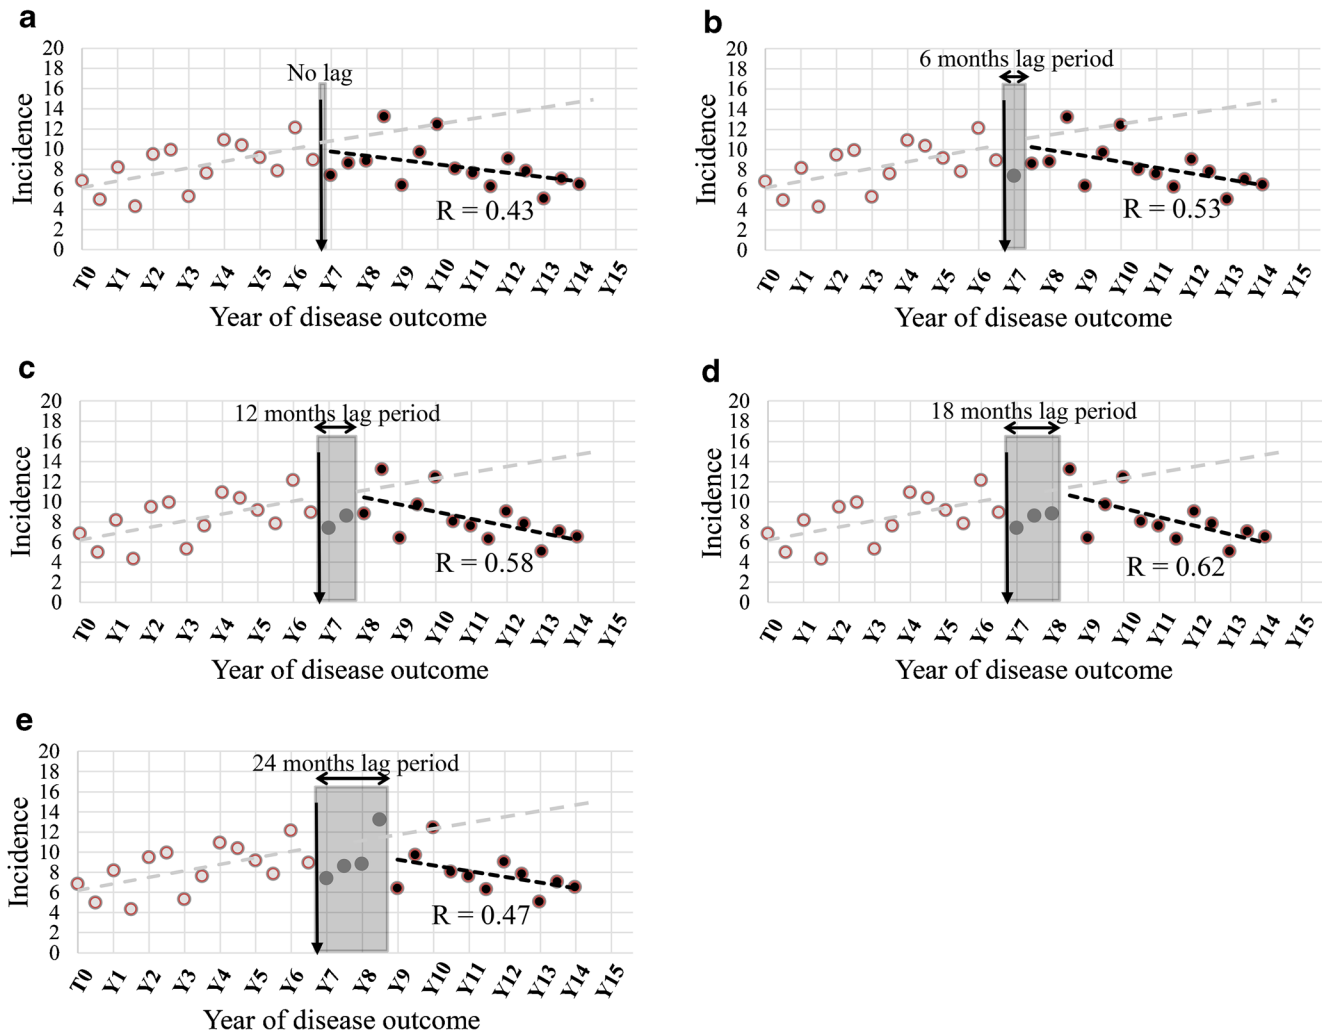 a
No lag
20
18
16
14
12
10
8
6
4
2
0
Incidence
R = 0.43
T0 Y1 Y2 Y3 Y4 Y5 Y6 Y7 Y8 Y9 Y10 Y11 Y12 Y13 Y14 Y15
Year of disease outcome
b
6 months lag period
20
18
16
14
12
10
8
6
4
2
0
Incidence
R = 0.53
T0 Y1 Y2 Y3 Y4 Y5 Y6 Y7 Y8 Y9 Y10 Y11 Y12 Y13 Y14 Y15
Year of disease outcome
c
12 months lag period
20
18
16
14
12
10
8
6
4
2
0
Incidence
R = 0.58
T0 Y1 Y2 Y3 Y4 Y5 Y6 Y7 Y8 Y9 Y10 Y11 Y12 Y13 Y14 Y15
Year of disease outcome
d
18 months lag period
20
18
16
14
12
10
8
6
4
2
0
Incidence
R = 0.62
T0 Y1 Y2 Y3 Y4 Y5 Y6 Y7 Y8 Y9 Y10 Y11 Y12 Y13 Y14 Y15
Year of disease outcome
e
24 months lag period
20
18
16
14
12
10
8
6
4
2
0
Incidence
R = 0.47
T0 Y1 Y2 Y3 Y4 Y5 Y6 Y7 Y8 Y9 Y10 Y11 Y12 Y13 Y14 Y15
Year of disease outcome